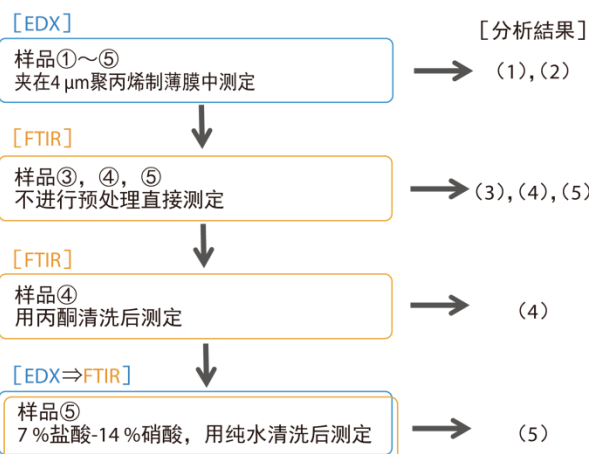 [EDX]
[分析結果]
样品①～⑤
夹在4 μm聚丙烯制薄膜中测定
(1),(2)
[FTIR]
样品③，④，⑤
不进行预处理直接测定
(3),(4),(5)
[FTIR]
样品④
用丙酮清洗后测定
(4)
[EDX⇒FTIR]
样品⑤
7 %盐酸-14 %硝酸，用纯水清洗后测定
(5)